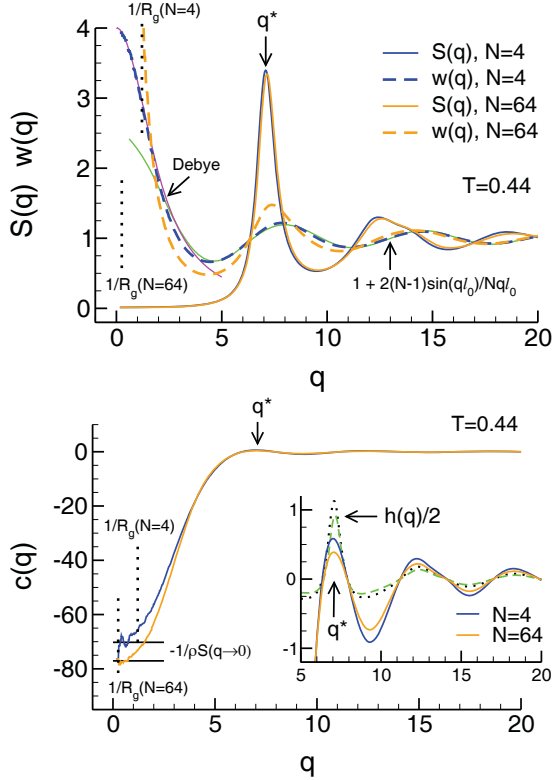 1/R_g(N=4)
q*
4
3
2
1
0
S(q) w(q)
S(q), N=4
w(q), N=4
S(q), N=64
w(q), N=64
Debye
T=0.44
1/R_g(N=64)
1 + 2(N-1)sin(ql_0)/Nql_0
0 5 10 15 20
q
q*
T=0.44
0
-20
-40
-60
-80
c(q)
1/R_g(N=4)
-1/ρS(q→0)
1/R_g(N=64)
1
0
-1
h(q)/2
q*
N=4
N=64
5 10 15 20
0 5 10 15 20
q